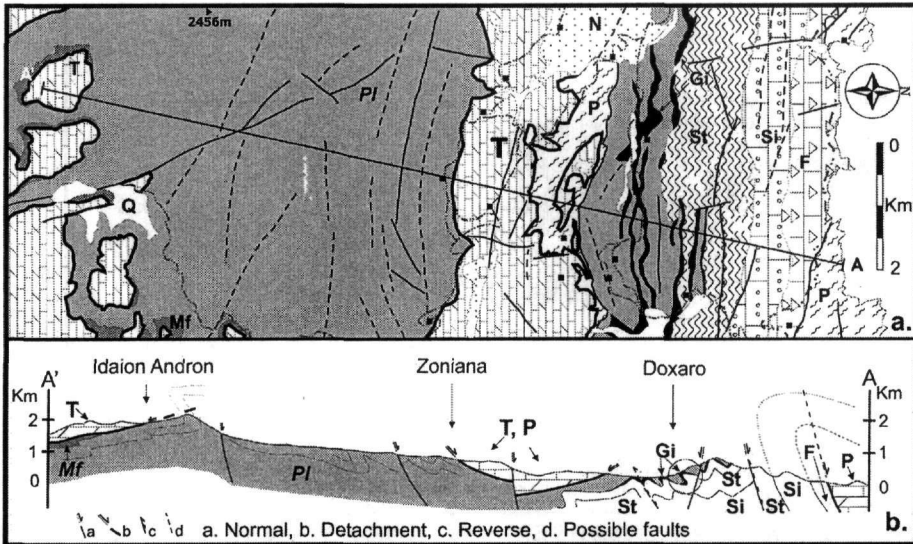 2456m
A'
T
N
Pl
P
Gi
St
Si
F
N
0
Km
2
T
Q
A
P
Mf
a.
A'
Idaion Andron
Zoniana
Doxaro
A
Km
Km
T
T, P
2
2
Gi
F
P
1
1
St
Mf
Pl
Si
0
0
St
Si
St
b.
a
b
c
d
a. Normal, b. Detachment, c. Reverse, d. Possible faults